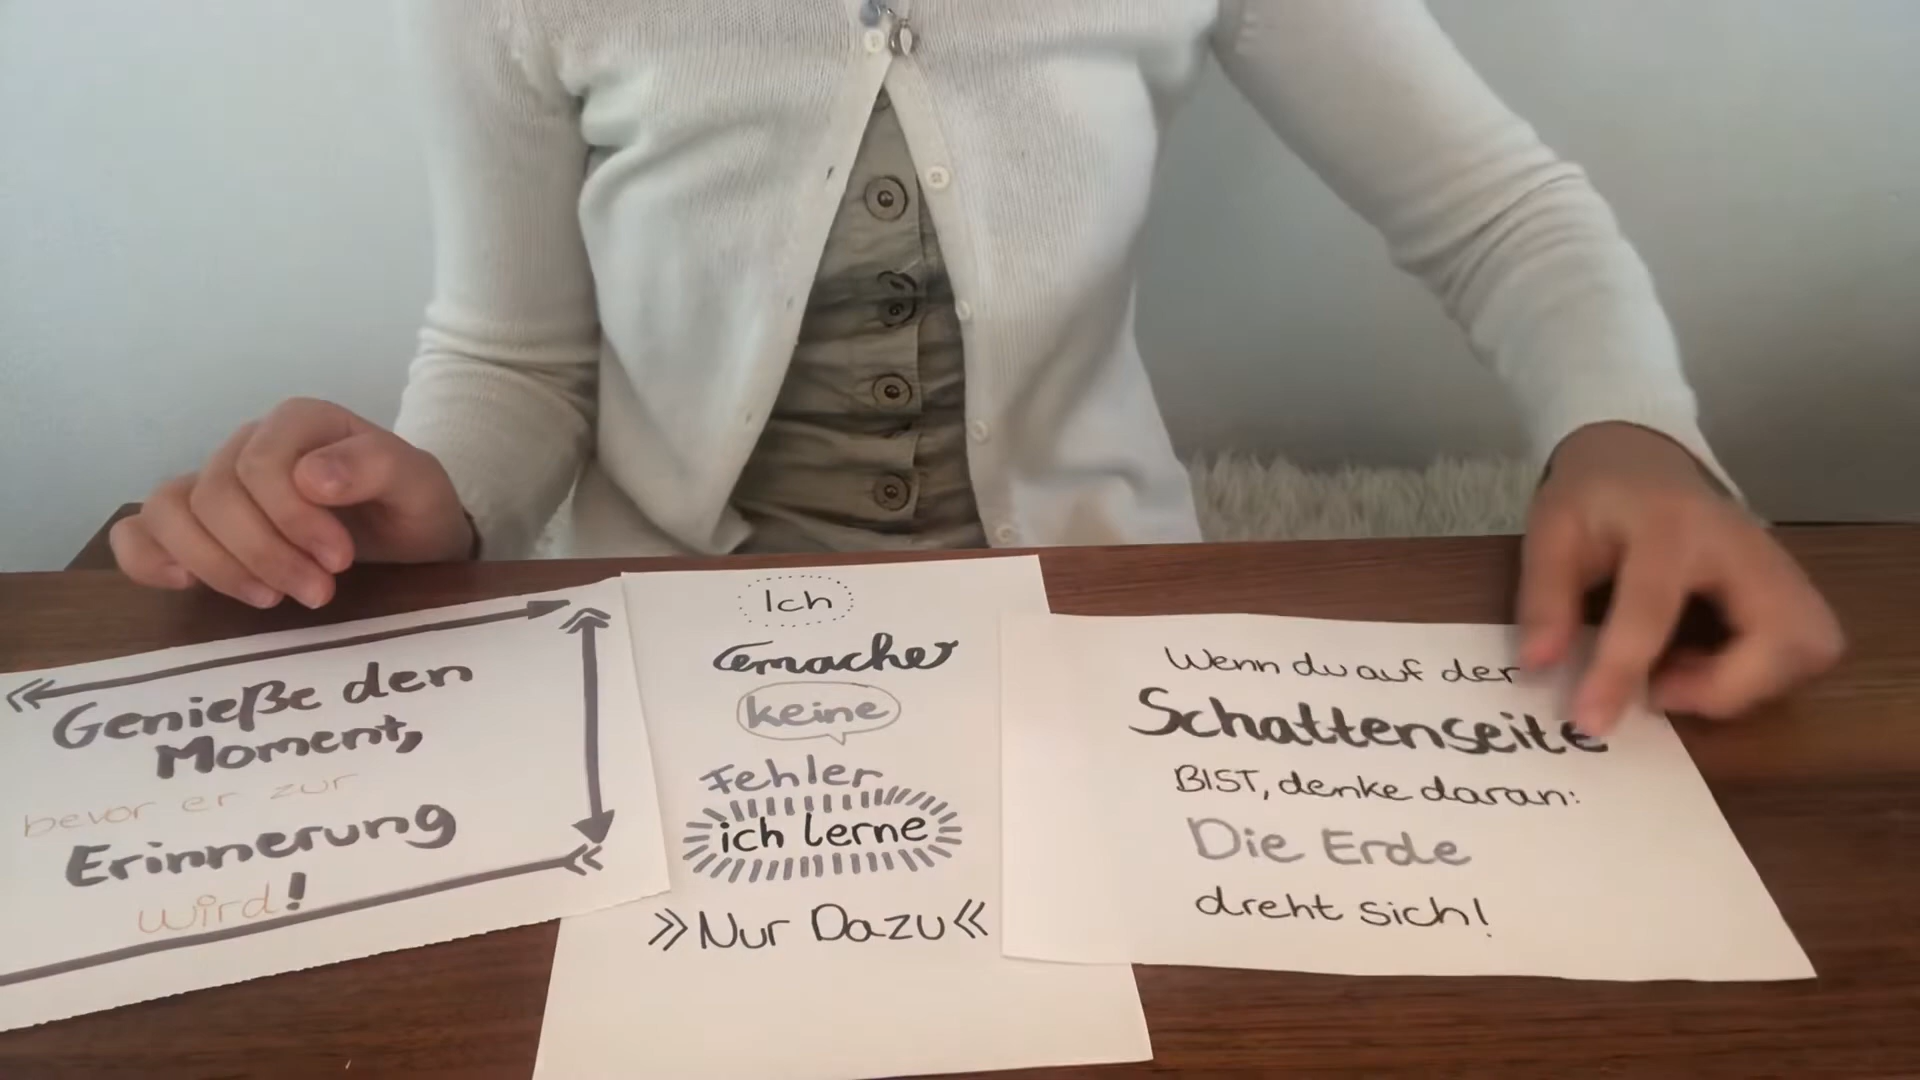 Genieße den
Moment,
bevor er zur
Erinnerung
wird!
Ich
mache
keine
Fehler
ich lerne
»Nur Dazu«
Wenn du auf der
Schattenseite
BIST, denke daran:
Die Erde
dreht sich!